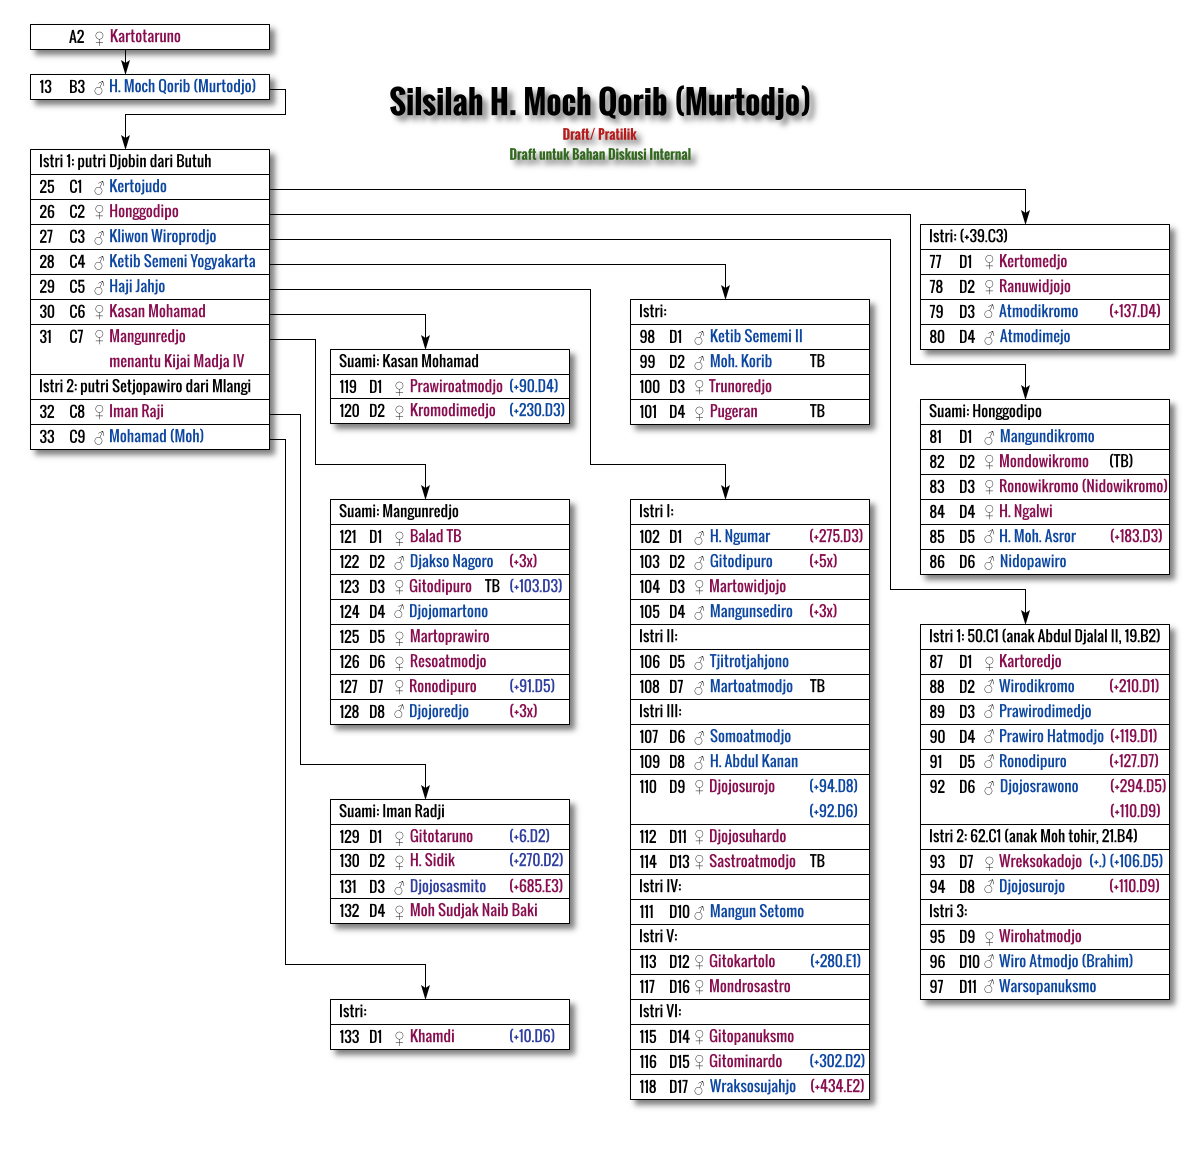 A2 ♀ Kartotaruno
13 B3 ♂ H. Moch Qorib (Murtodjo)
Silsilah H. Moch Qorib (Murtodjo)
Draft/ Pratilik
Draft untuk Bahan Diskusi Internal
Istri 1: putri Djobin dari Butuh
25 C1 ♂ Kertojudo
26 C2 ♀ Honggodipo
27 C3 ♂ Kliwon Wiroprodjo
28 C4 ♂ Ketib Semeni Yogyakarta
29 C5 ♂ Haji Jahjo
30 C6 ♀ Kasan Mohamad
31 C7 ♀ Mangunredjo
menantu Kijai Madja IV
Istri 2: putri Setjopawiro dari Mlangi
32 C8 ♀ Iman Raji
33 C9 ♂ Mohamad (Moh)
Suami: Kasan Mohamad
119 D1 ♀ Prawiroatmodjo (+90.D4)
120 D2 ♀ Kromodimedjo (+230.D3)
Suami: Mangunredjo
121 D1 ♀ Balad TB
122 D2 ♂ Djakso Nagoro (+3x)
123 D3 ♀ Gitodipuro TB (+103.D3)
124 D4 ♂ Djojomartono
125 D5 ♀ Martoprawiro
126 D6 ♀ Resoatmodjo
127 D7 ♀ Ronodipuro (+91.D5)
128 D8 ♂ Djojoredjo (+3x)
Suami: Iman Radji
129 D1 ♀ Gitotaruno (+6.D2)
130 D2 ♀ H. Sidik (+270.D2)
131 D3 ♂ Djojosasmito (+685.E3)
132 D4 ♀ Moh Sudjak Naib Baki
Istri:
133 D1 ♀ Khamdi (+10.D6)
Istri:
98 D1 ♂ Ketib Sememi II
99 D2 ♂ Moh. Korib TB
100 D3 ♀ Trunoredjo
101 D4 ♀ Pugeran TB
Istri I:
102 D1 ♂ H. Ngumar (+275.D3)
103 D2 ♂ Gitodipuro (+5x)
104 D3 ♀ Martowidjojo
105 D4 ♂ Mangunsediro (+3x)
Istri II:
106 D5 ♂ Tjitrotjahjono
108 D7 ♂ Martoatmodjo TB
Istri III:
107 D6 ♂ Somoatmodjo
109 D8 ♂ H. Abdul Kanan
110 D9 ♀ Djojosurojo (+94.D8)
(+92.D6)
112 D11 ♀ Djojosuhardo
114 D13 ♀ Sastroatmodjo TB
Istri IV:
111 D10 ♂ Mangun Setomo
Istri V:
113 D12 ♀ Gitokartolo (+280.E1)
117 D16 ♀ Mondrosastro
Istri VI:
115 D14 ♀ Gitopanuksmo
116 D15 ♀ Gitominardo (+302.D2)
118 D17 ♂ Wraksosujahjo (+434.E2)
Istri: (+39.C3)
77 D1 ♀ Kertomedjo
78 D2 ♀ Ranuwidjojo
79 D3 ♂ Atmodikromo (+137.D4)
80 D4 ♂ Atmodimejo
Suami: Honggodipo
81 D1 ♂ Mangundikromo
82 D2 ♀ Mondowikromo (TB)
83 D3 ♀ Ronowikromo (Nidowikromo)
84 D4 ♀ H. Ngalwi
85 D5 ♂ H. Moh. Asror (+183.D3)
86 D6 ♂ Nidopawiro
Istri 1: 50.C1 (anak Abdul Djalal II, 19.B2)
87 D1 ♀ Kartoredjo
88 D2 ♂ Wirodikromo (+210.D1)
89 D3 ♂ Prawirodimedjo
90 D4 ♂ Prawiro Hatmodjo (+119.D1)
91 D5 ♂ Ronodipuro (+127.D7)
92 D6 ♂ Djojosrawono (+294.D5)
(+110.D9)
Istri 2: 62.C1 (anak Moh tohir, 21.B4)
93 D7 ♀ Wreksokadojo (+.) (+106.D5)
94 D8 ♂ Djojosurojo (+110.D9)
Istri 3:
95 D9 ♀ Wirohatmodjo
96 D10 ♂ Wiro Atmodjo (Brahim)
97 D11 ♂ Warsopanuksmo